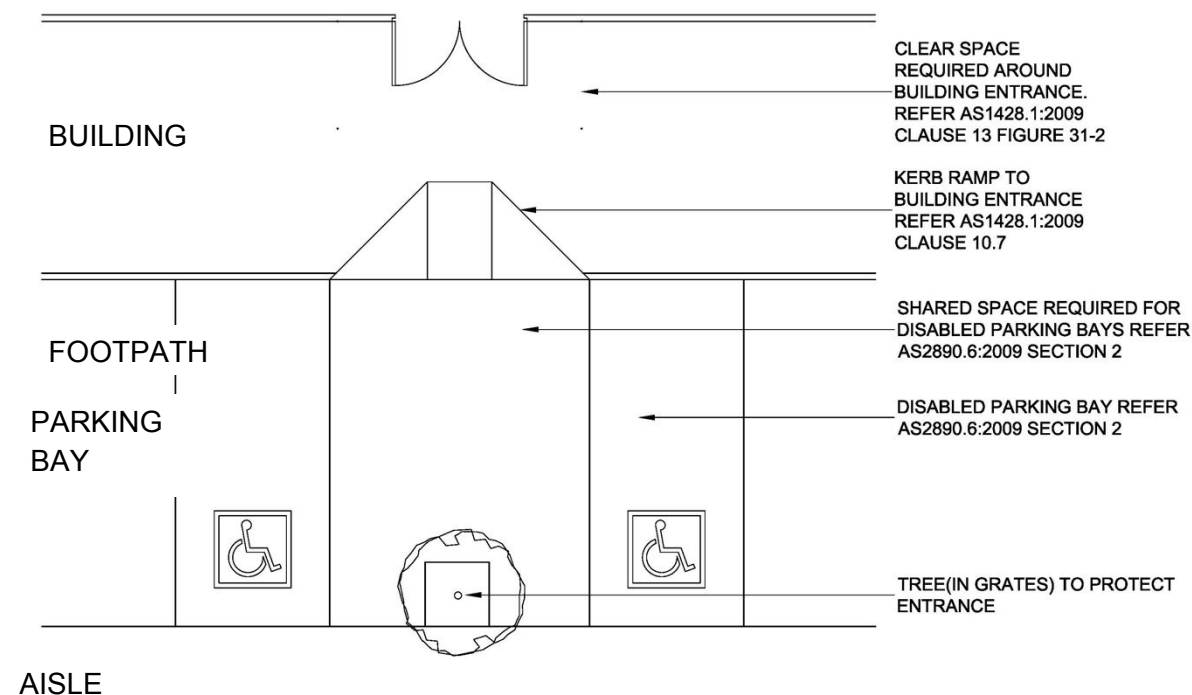 CLEAR SPACE
REQUIRED AROUND
BUILDING ENTRANCE.
REFER AS1428.1:2009
CLAUSE 13 FIGURE 31-2
BUILDING
KERB RAMP TO
BUILDING ENTRANCE
REFER AS1428.1:2009
CLAUSE 10.7
SHARED SPACE REQUIRED FOR
DISABLED PARKING BAYS REFER
AS2890.6:2009 SECTION 2
FOOTPATH
PARKING
BAY
DISABLED PARKING BAY REFER
AS2890.6:2009 SECTION 2
TREE(IN GRATES) TO PROTECT
ENTRANCE
AISLE